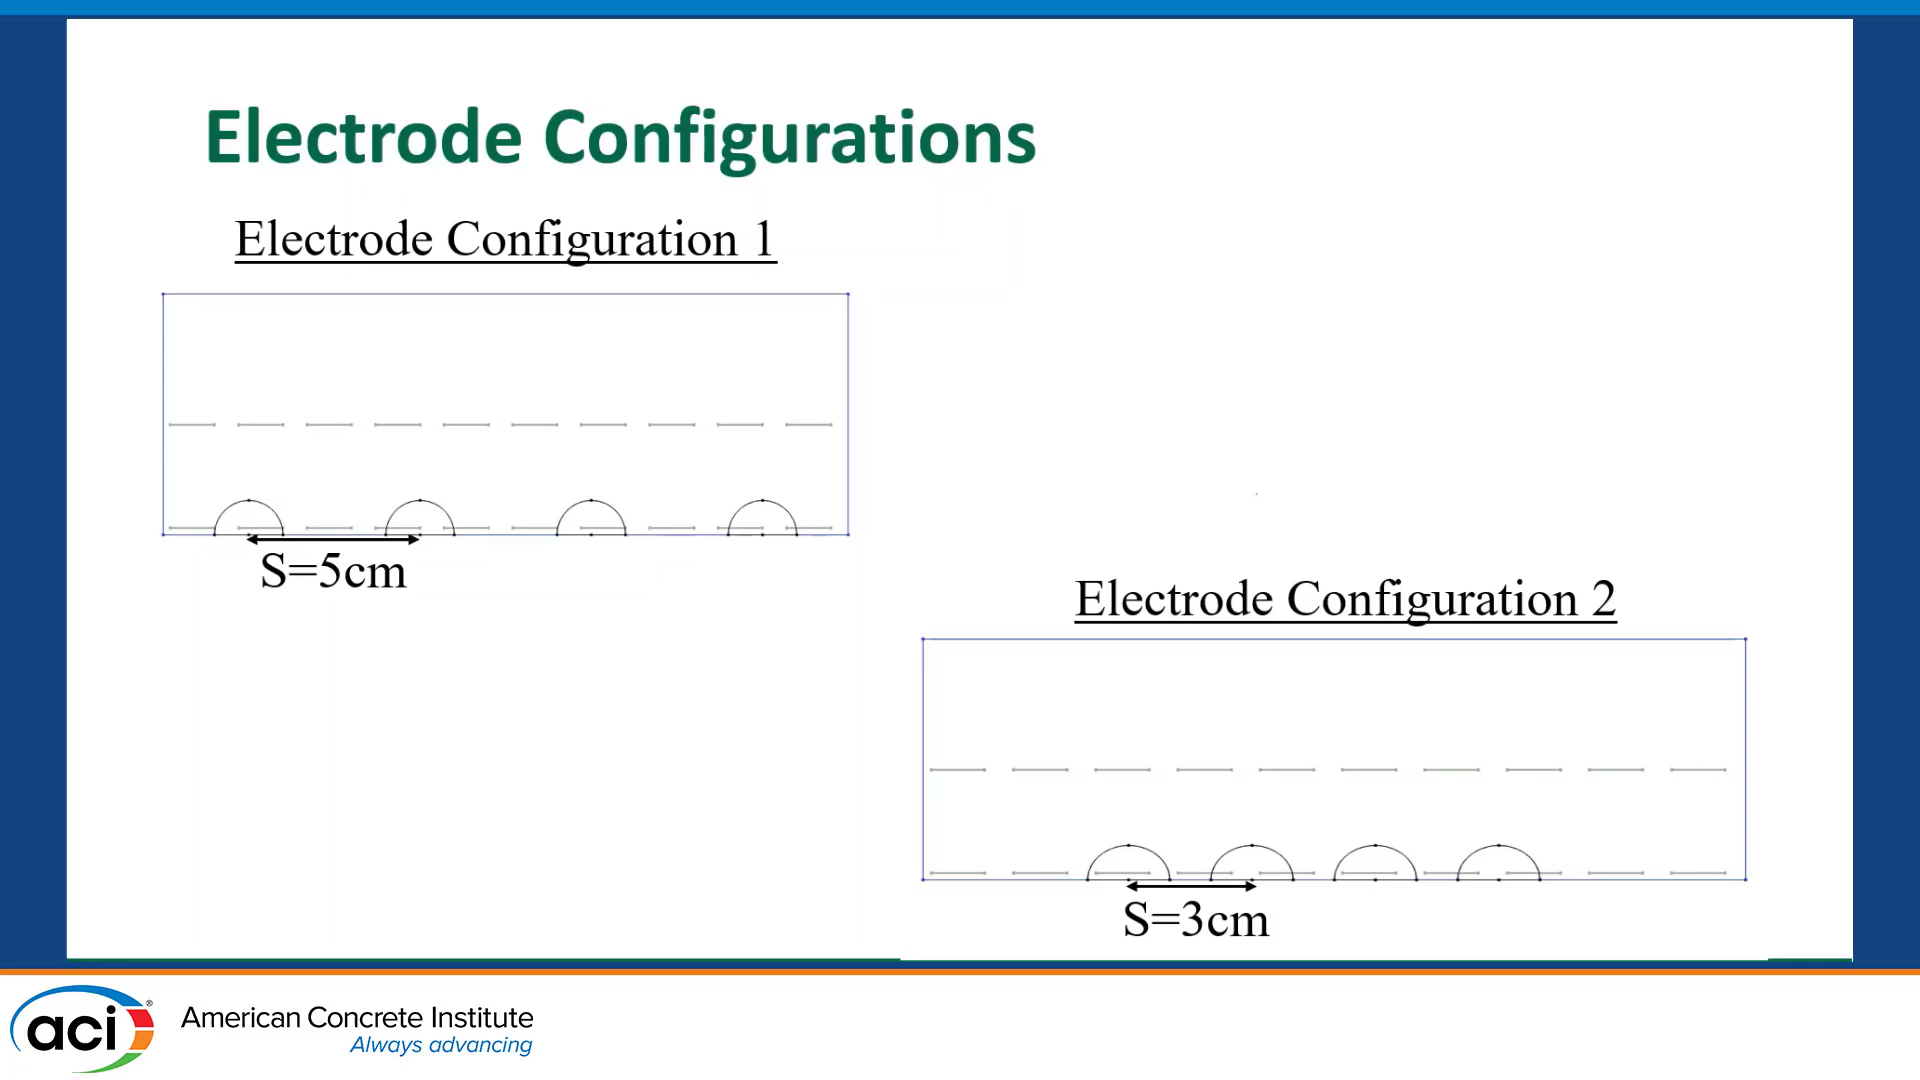 Electrode Configurations
Electrode Configuration 1
S=5cm
Electrode Configuration 2
S=3cm
aci®
American Concrete Institute
Always advancing